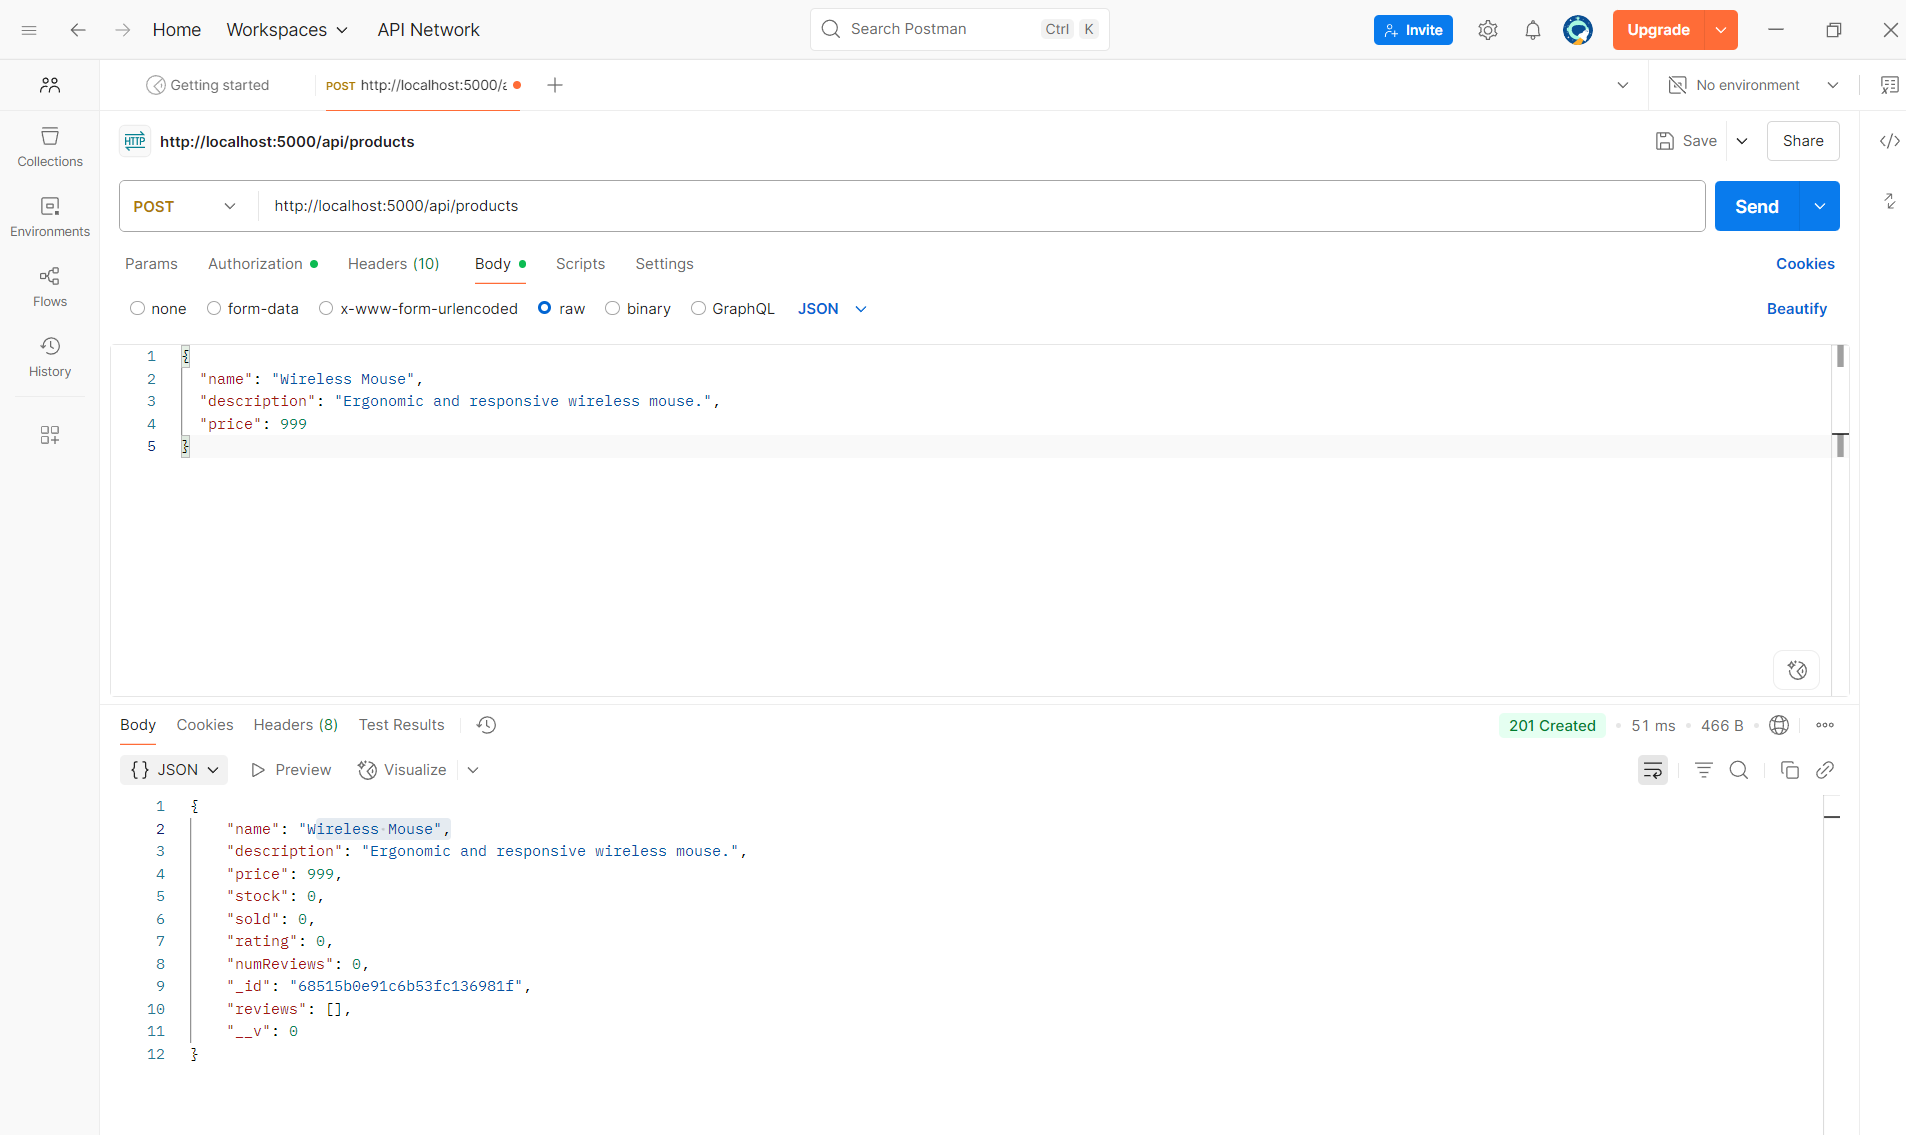 Home Workspaces API Network Search Postman Ctrl K Invite Upgrade
Getting started POST http://localhost:5000/a No environment
HTTP http://localhost:5000/api/products Save Share
Collections
Environments
Flows
History
POST http://localhost:5000/api/products Send
Params Authorization Headers (10) Body Scripts Settings Cookies
none form-data x-www-form-urlencoded raw binary GraphQL JSON Beautify
1 {
2 "name": "Wireless Mouse",
3 "description": "Ergonomic and responsive wireless mouse.",
4 "price": 999
5 }
Body Cookies Headers (8) Test Results 201 Created 51 ms 466 B
{} JSON Preview Visualize
1 {
2 "name": "Wireless Mouse",
3 "description": "Ergonomic and responsive wireless mouse.",
4 "price": 999,
5 "stock": 0,
6 "sold": 0,
7 "rating": 0,
8 "numReviews": 0,
9 "_id": "68515b0e91c6b53fc136981f",
10 "reviews": [],
11 "__v": 0
12 }